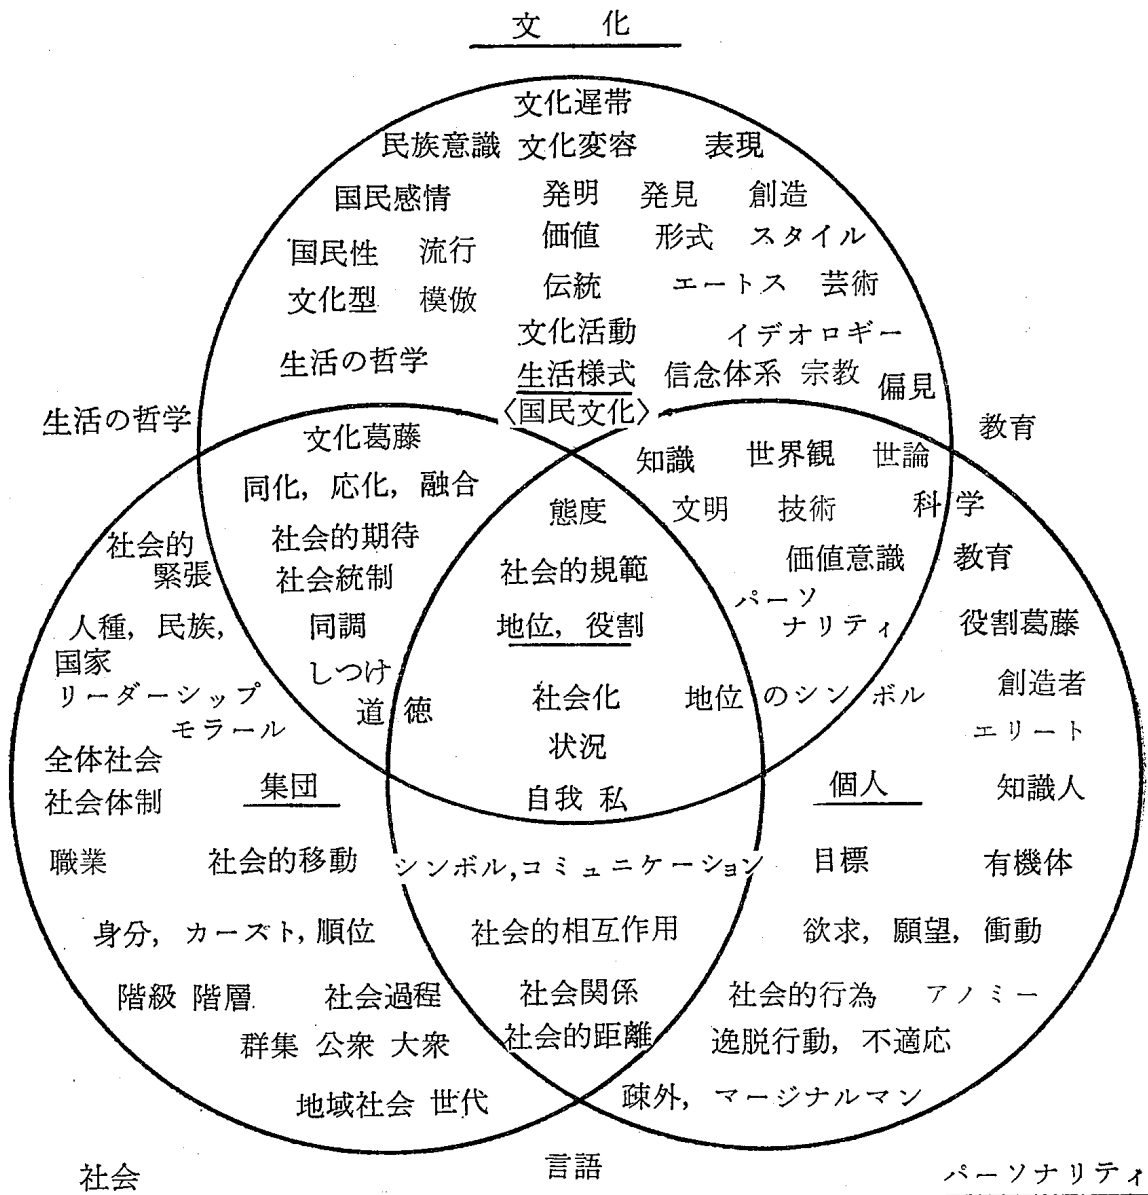 文化
文化遅帯
民族意識 文化変容 表現
国民感情 発明 発見 創造
国民性 流行 価値 形式 スタイル
文化型 模倣 伝統 エートス 芸術
文化活動 イデオロギー
生活の哲学 生活様式 信念体系 宗教 偏見
生活の哲学 〈国民文化〉 教育
文化葛藤 知識 世界観 世論
同化, 応化, 融合 態度 文明 技術 科学
社会的緊張 社会的期待 社会的規範 価値意識 教育
社会統制
人種, 民族, 国家 同調 地位, 役割 パーソナリティ 役割葛藤
リーダーシップ しつけ 社会化 地位のシンボル 創造者
モラール 道徳 状況 エリート
全体社会
社会体制 集団 自我 私 個人 知識人
職業 社会的移動 シンボル,コミュニケーション 目標 有機体
身分, カースト, 順位 社会的相互作用 欲求, 願望, 衝動
階級 階層 社会過程 社会関係 社会的行為 アノミー
群集 公衆 大衆 社会的距離 逸脱行動, 不適応
地域社会 世代 疎外, マージナルマン
社会 言語 パーソナリティ